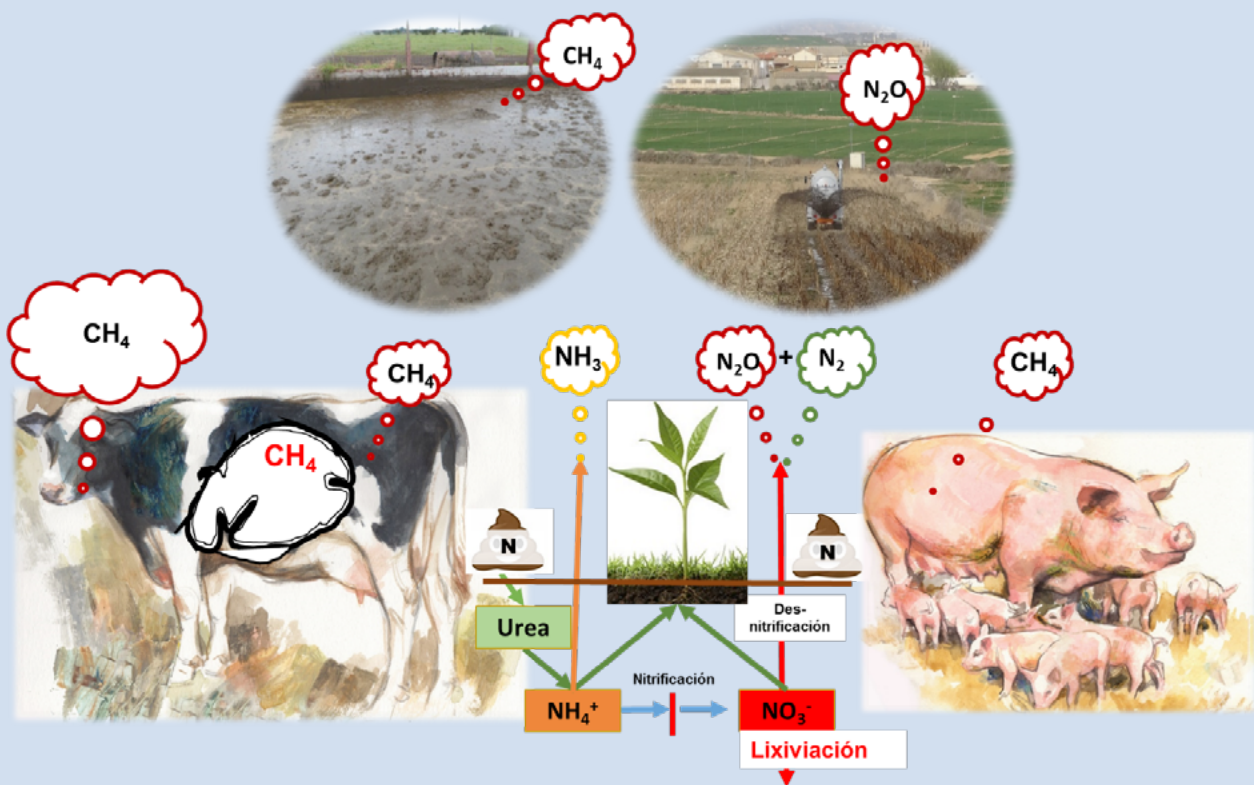 CH₄
N₂O
CH₄
CH₄
NH₃
N₂O + N₂
CH₄
CH₄
N
N
Urea
Des-
nitrificación
Nitrificación
NH₄⁺
NO₃⁻
Lixiviación